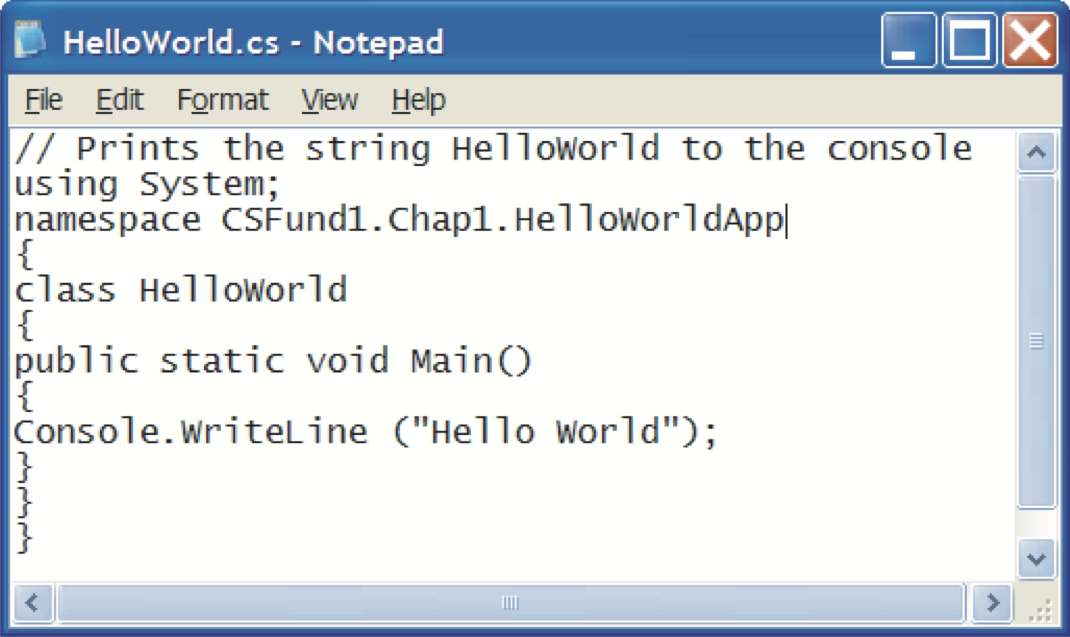 HelloWorld.cs - Notepad
File Edit Format View Help
// Prints the string HelloWorld to the console
using System;
namespace CSFund1.Chap1.HelloWorldApp
{
class HelloWorld
{
public static void Main()
{
Console.WriteLine ("Hello World");
}
}
}